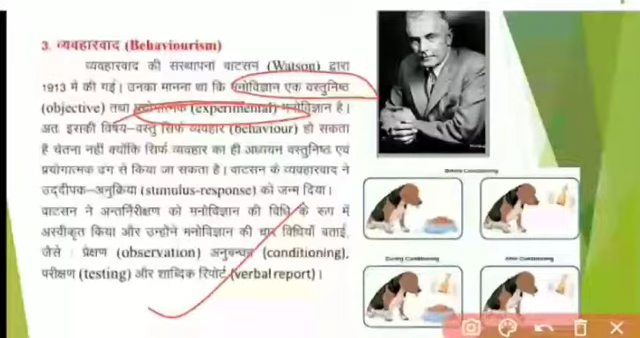 3. व्यवहारवाद (Behaviourism)
व्यवहारवाद की संस्थापना वाटसन (Watson) द्वारा
1913 में की गई। उनका मानना था कि मनोविज्ञान एक वस्तुनिष्ठ
(objective) तथा प्रयोगात्मक (experimental) मनोविज्ञान है।
अतः इसकी विषय-वस्तु सिर्फ व्यवहार (behaviour) हो सकता
है चेतना नहीं क्योंकि सिर्फ व्यवहार का ही अध्ययन वस्तुनिष्ठ एवं
प्रयोगात्मक ढंग से किया जा सकता है। वाटसन के व्यवहारवाद ने
उद्दीपक-अनुक्रिया (stimulus-response) को जन्म दिया।
वाटसन ने अन्तर्निरीक्षण को मनोविज्ञान की विधि के रूप में
अस्वीकृत किया और उन्होंने मनोविज्ञान की चार विधियाँ बताई,
जैसे : प्रेक्षण (observation) अनुबन्धन (conditioning),
परीक्षण (testing) और शाब्दिक रिपोर्ट (verbal report)।
Before Conditioning
During Conditioning
After Conditioning